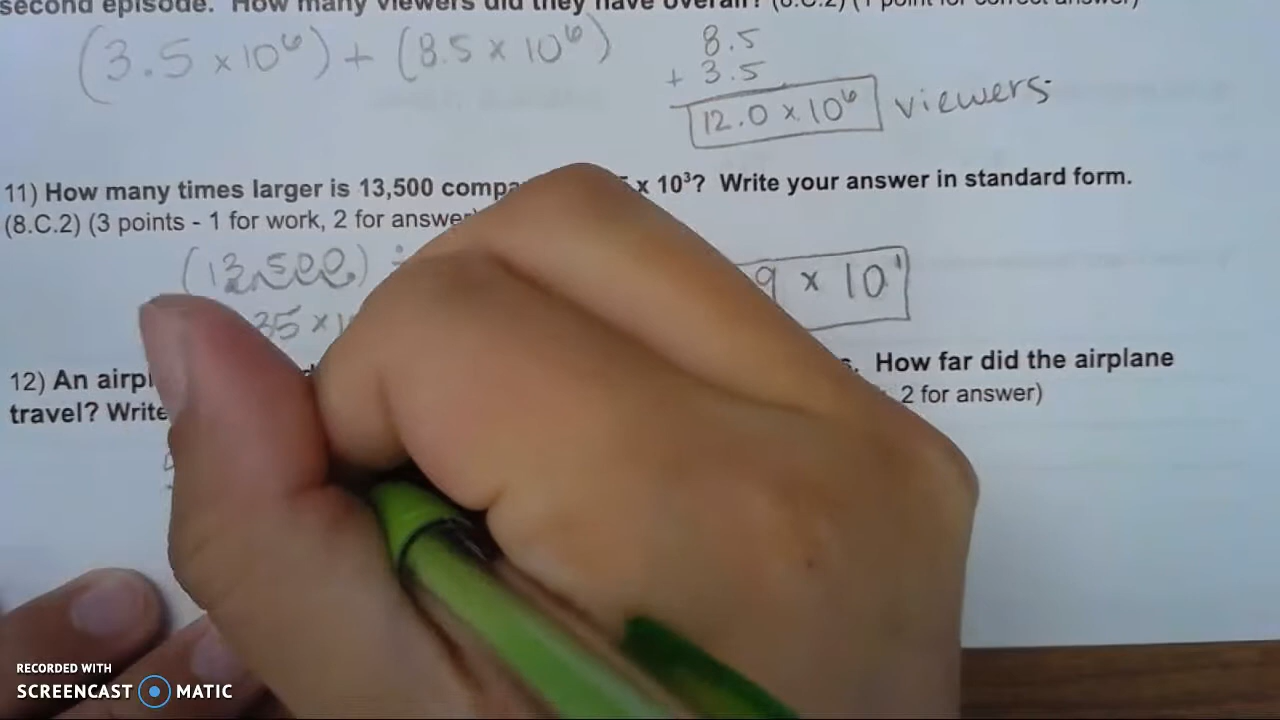 second episode. How many viewers did they have overall? (8.C.2) (1 point for correct answer)
(3.5 x 10⁶) + (8.5 x 10⁶)
8.5
+ 3.5
12.0 x 10⁶ viewers.
11) How many times larger is 13,500 x 10³? Write your answer in standard form.
(8.C.2) (3 points - 1 for work, 2 for answer
(13,500) ÷
35 x 1
9 x 10¹
12) An How far did the airplane
travel? Write 2 for answer)
RECORDED WITH
SCREENCAST MATIC